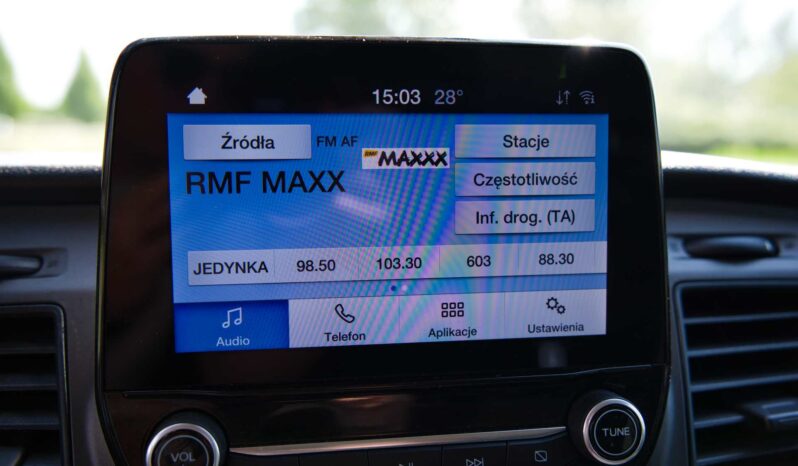 15:03 28°
Źródła
FM AF
RMF MAXXX
Stacje
RMF MAXX
Częstotliwość
Inf. drog. (TA)
JEDYNKA 98.50 103.30 603 88.30
Audio
Telefon
Aplikacje
Ustawienia
VOL
TUNE